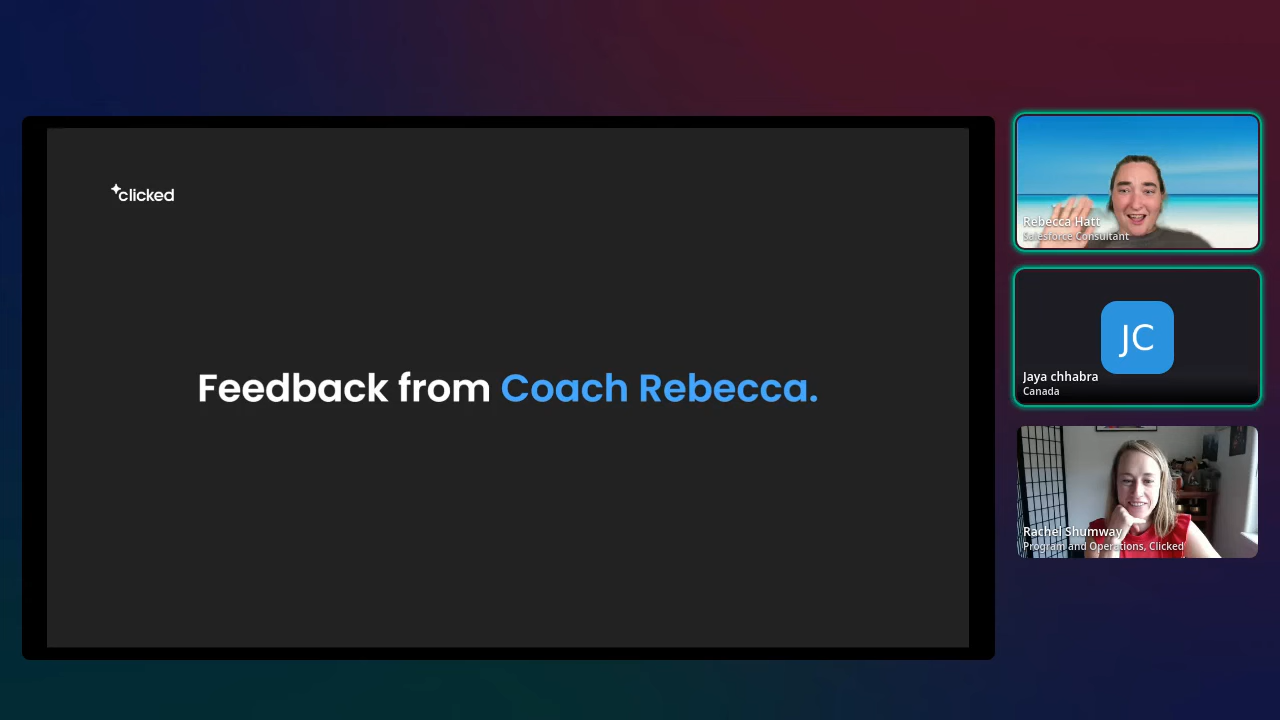 clicked
Feedback from Coach Rebecca.
Rebecca Hatt
Salesforce Consultant
JC
Jaya chhabra
Canada
Rachel Shumway
Program and Operations, Clicked